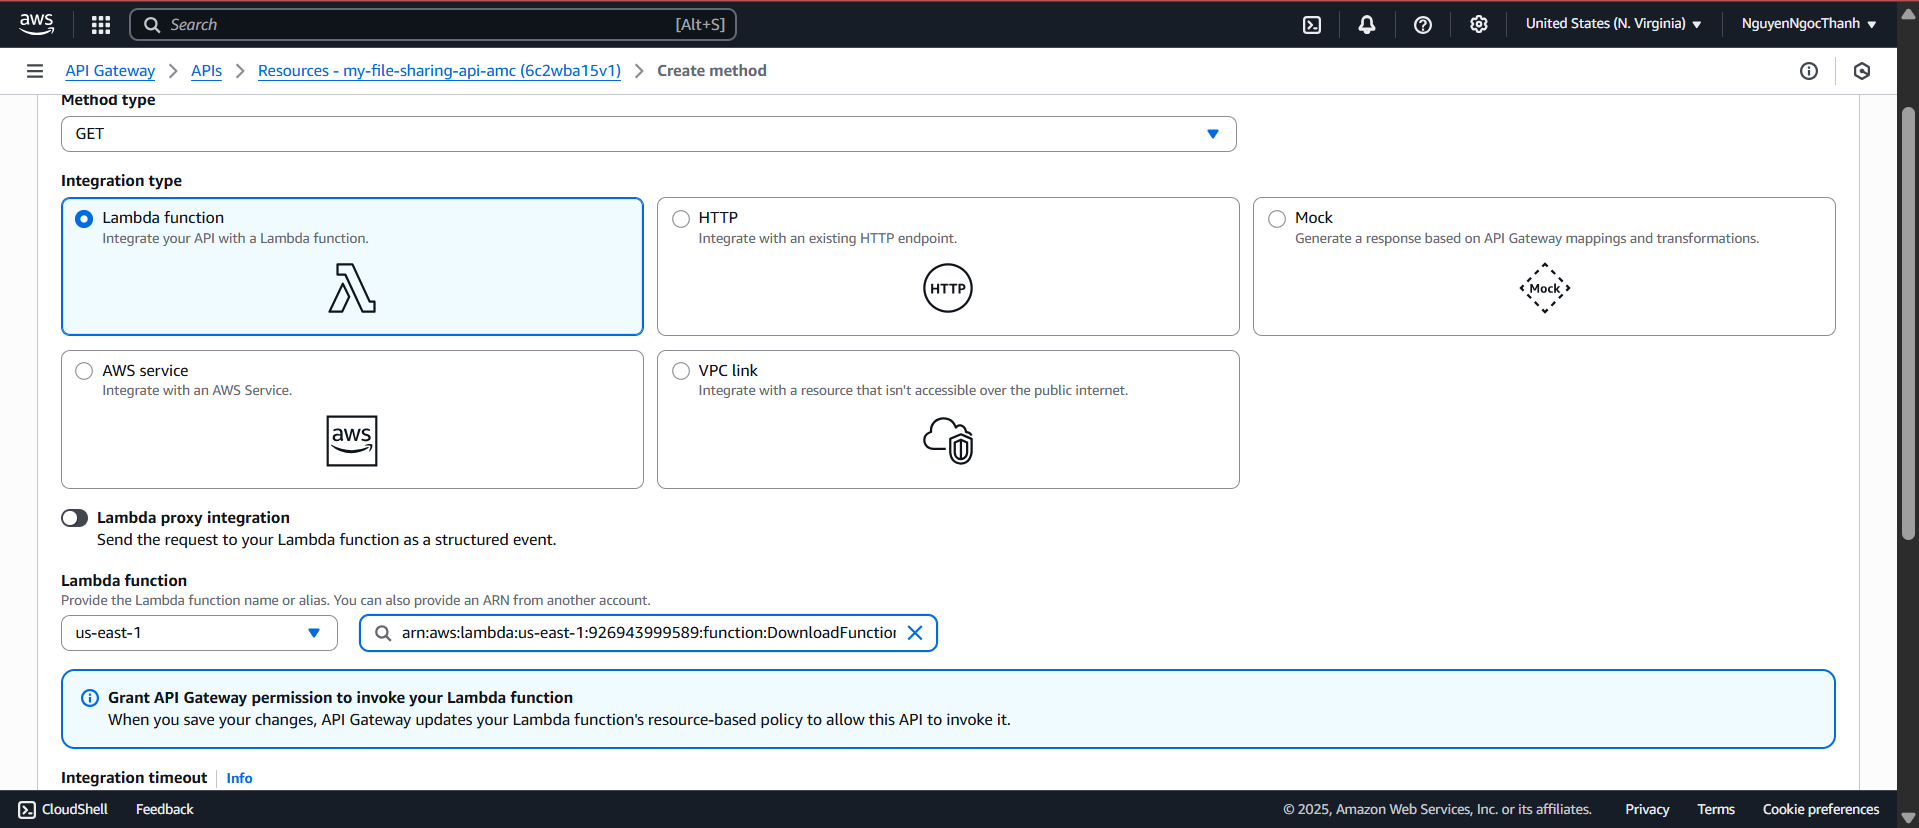 aws
Search [Alt+S]
United States (N. Virginia)
NguyenNgocThanh
API Gateway
APIs
Resources - my-file-sharing-api-amc (6c2wba15v1)
Create method
Method type
GET
Integration type
Lambda function
Integrate your API with a Lambda function.
HTTP
Integrate with an existing HTTP endpoint.
HTTP
Mock
Generate a response based on API Gateway mappings and transformations.
Mock
AWS service
Integrate with an AWS Service.
aws
VPC link
Integrate with a resource that isn't accessible over the public internet.
Lambda proxy integration
Send the request to your Lambda function as a structured event.
Lambda function
Provide the Lambda function name or alias. You can also provide an ARN from another account.
us-east-1
arn:aws:lambda:us-east-1:926943999589:function:DownloadFunction
Grant API Gateway permission to invoke your Lambda function
When you save your changes, API Gateway updates your Lambda function's resource-based policy to allow this API to invoke it.
Integration timeout
Info
CloudShell
Feedback
© 2025, Amazon Web Services, Inc. or its affiliates.
Privacy
Terms
Cookie preferences